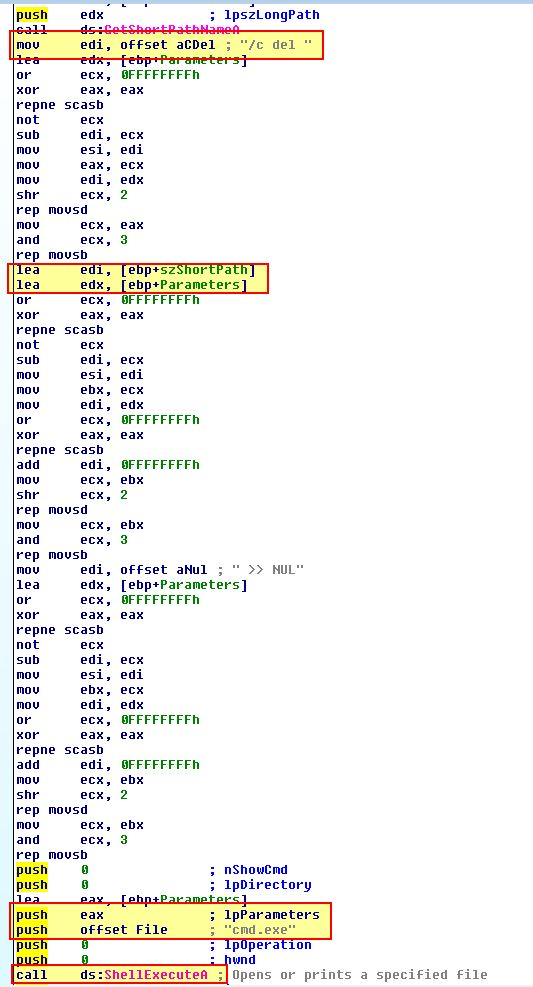 push edx ; lpszLongPath
call ds:GetShortPathNameA
mov edi, offset aCDel ; "/c del "
lea edx, [ebp+Parameters]
or ecx, 0FFFFFFFFh
xor eax, eax
repne scasb
not ecx
sub edi, ecx
mov esi, edi
mov eax, ecx
mov edi, edx
shr ecx, 2
rep movsd
mov ecx, eax
and ecx, 3
rep movsb
lea edi, [ebp+szShortPath]
lea edx, [ebp+Parameters]
or ecx, 0FFFFFFFFh
xor eax, eax
repne scasb
not ecx
sub edi, ecx
mov esi, edi
mov ebx, ecx
mov edi, edx
or ecx, 0FFFFFFFFh
xor eax, eax
repne scasb
add edi, 0FFFFFFFFh
mov ecx, ebx
shr ecx, 2
rep movsd
mov ecx, ebx
and ecx, 3
rep movsb
mov edi, offset aNul ; " >> NUL"
lea edx, [ebp+Parameters]
or ecx, 0FFFFFFFFh
xor eax, eax
repne scasb
not ecx
sub edi, ecx
mov esi, edi
mov ebx, ecx
mov edi, edx
or ecx, 0FFFFFFFFh
xor eax, eax
repne scasb
add edi, 0FFFFFFFFh
mov ecx, ebx
shr ecx, 2
rep movsd
mov ecx, ebx
and ecx, 3
rep movsb
push 0 ; nShowCmd
push 0 ; lpDirectory
lea eax, [ebp+Parameters]
push eax ; lpParameters
push offset File ; "cmd.exe"
push 0 ; lpOperation
push 0 ; hwnd
call ds:ShellExecuteA ; Opens or prints a specified file